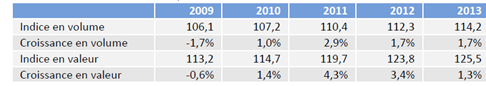 2009 2010 2011 2012 2013
Indice en volume 106,1 107,2 110,4 112,3 114,2
Croissance en volume -1,7% 1,0% 2,9% 1,7% 1,7%
Indice en valeur 113,2 114,7 119,7 123,8 125,5
Croissance en valeur -0,6% 1,4% 4,3% 3,4% 1,3%